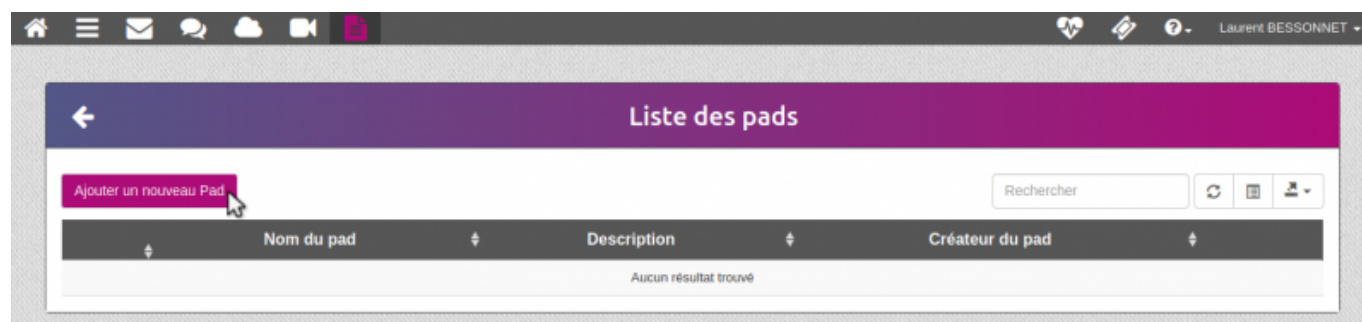 Laurent BESSONNET
Liste des pads
Ajouter un nouveau Pad
Rechercher
Nom du pad Description Créateur du pad
Aucun résultat trouvé